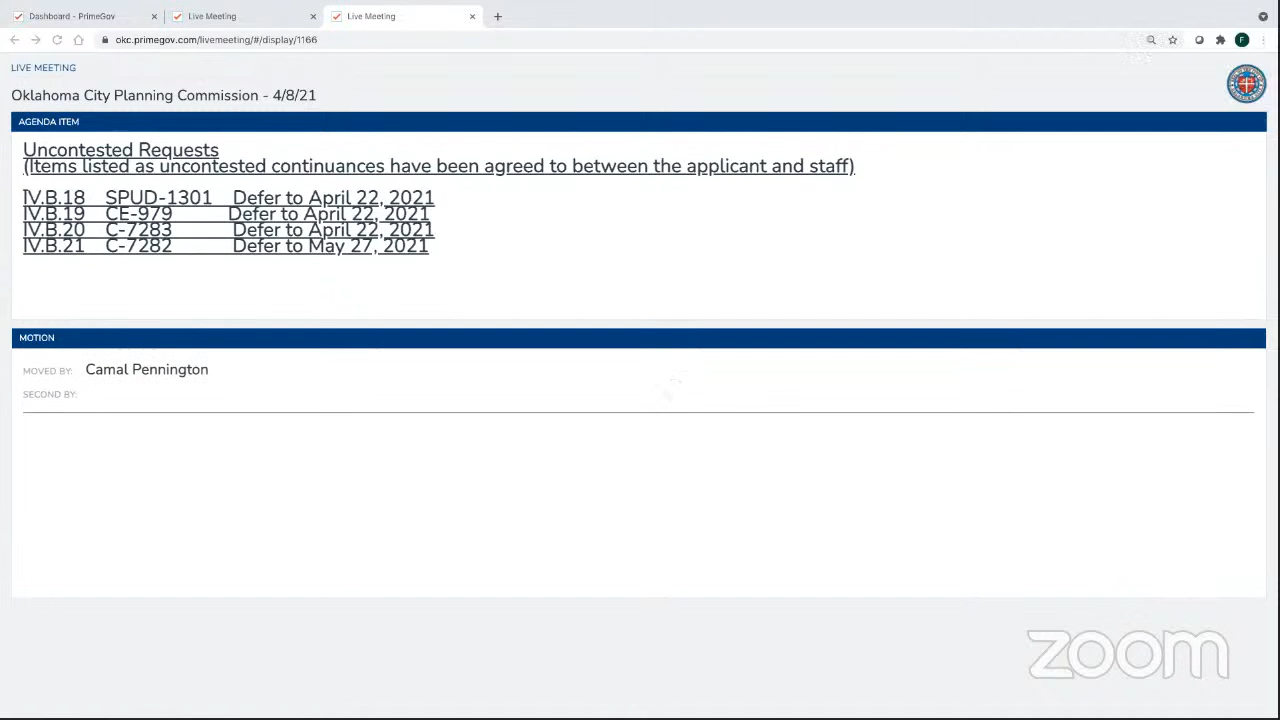 Dashboard - PrimeGov
Live Meeting
Live Meeting
okc.primegov.com/livemeeting/#/display/1166
F
LIVE MEETING
Oklahoma City Planning Commission - 4/8/21
AGENDA ITEM
Uncontested Requests
(Items listed as uncontested continuances have been agreed to between the applicant and staff)
IV.B.18 SPUD-1301 Defer to April 22, 2021
IV.B.19 CE-979 Defer to April 22, 2021
IV.B.20 C-7283 Defer to April 22, 2021
IV.B.21 C-7282 Defer to May 27, 2021
MOTION
MOVED BY: Camal Pennington
SECOND BY:
zoom